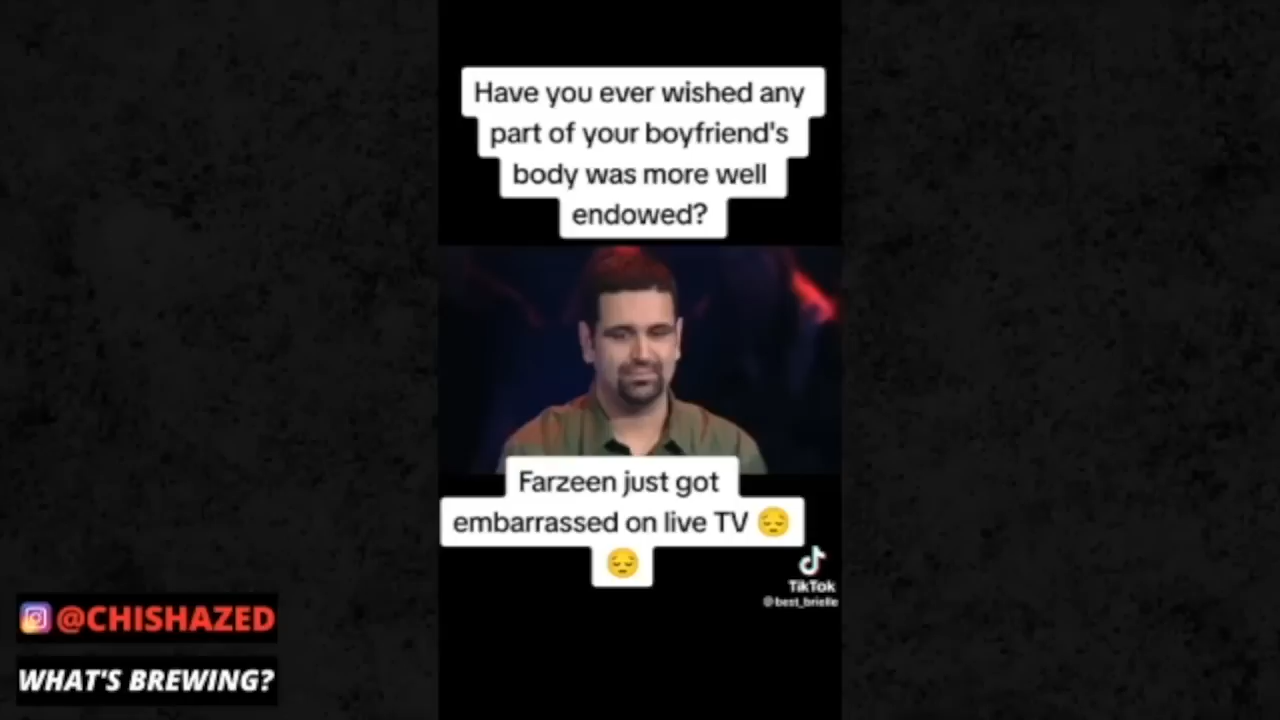 Have you ever wished any
part of your boyfriend's
body was more well
endowed?
Farzeen just got
embarrassed on live TV 😔
😔
TikTok
@best_brielle
@CHISHAZED
WHAT'S BREWING?